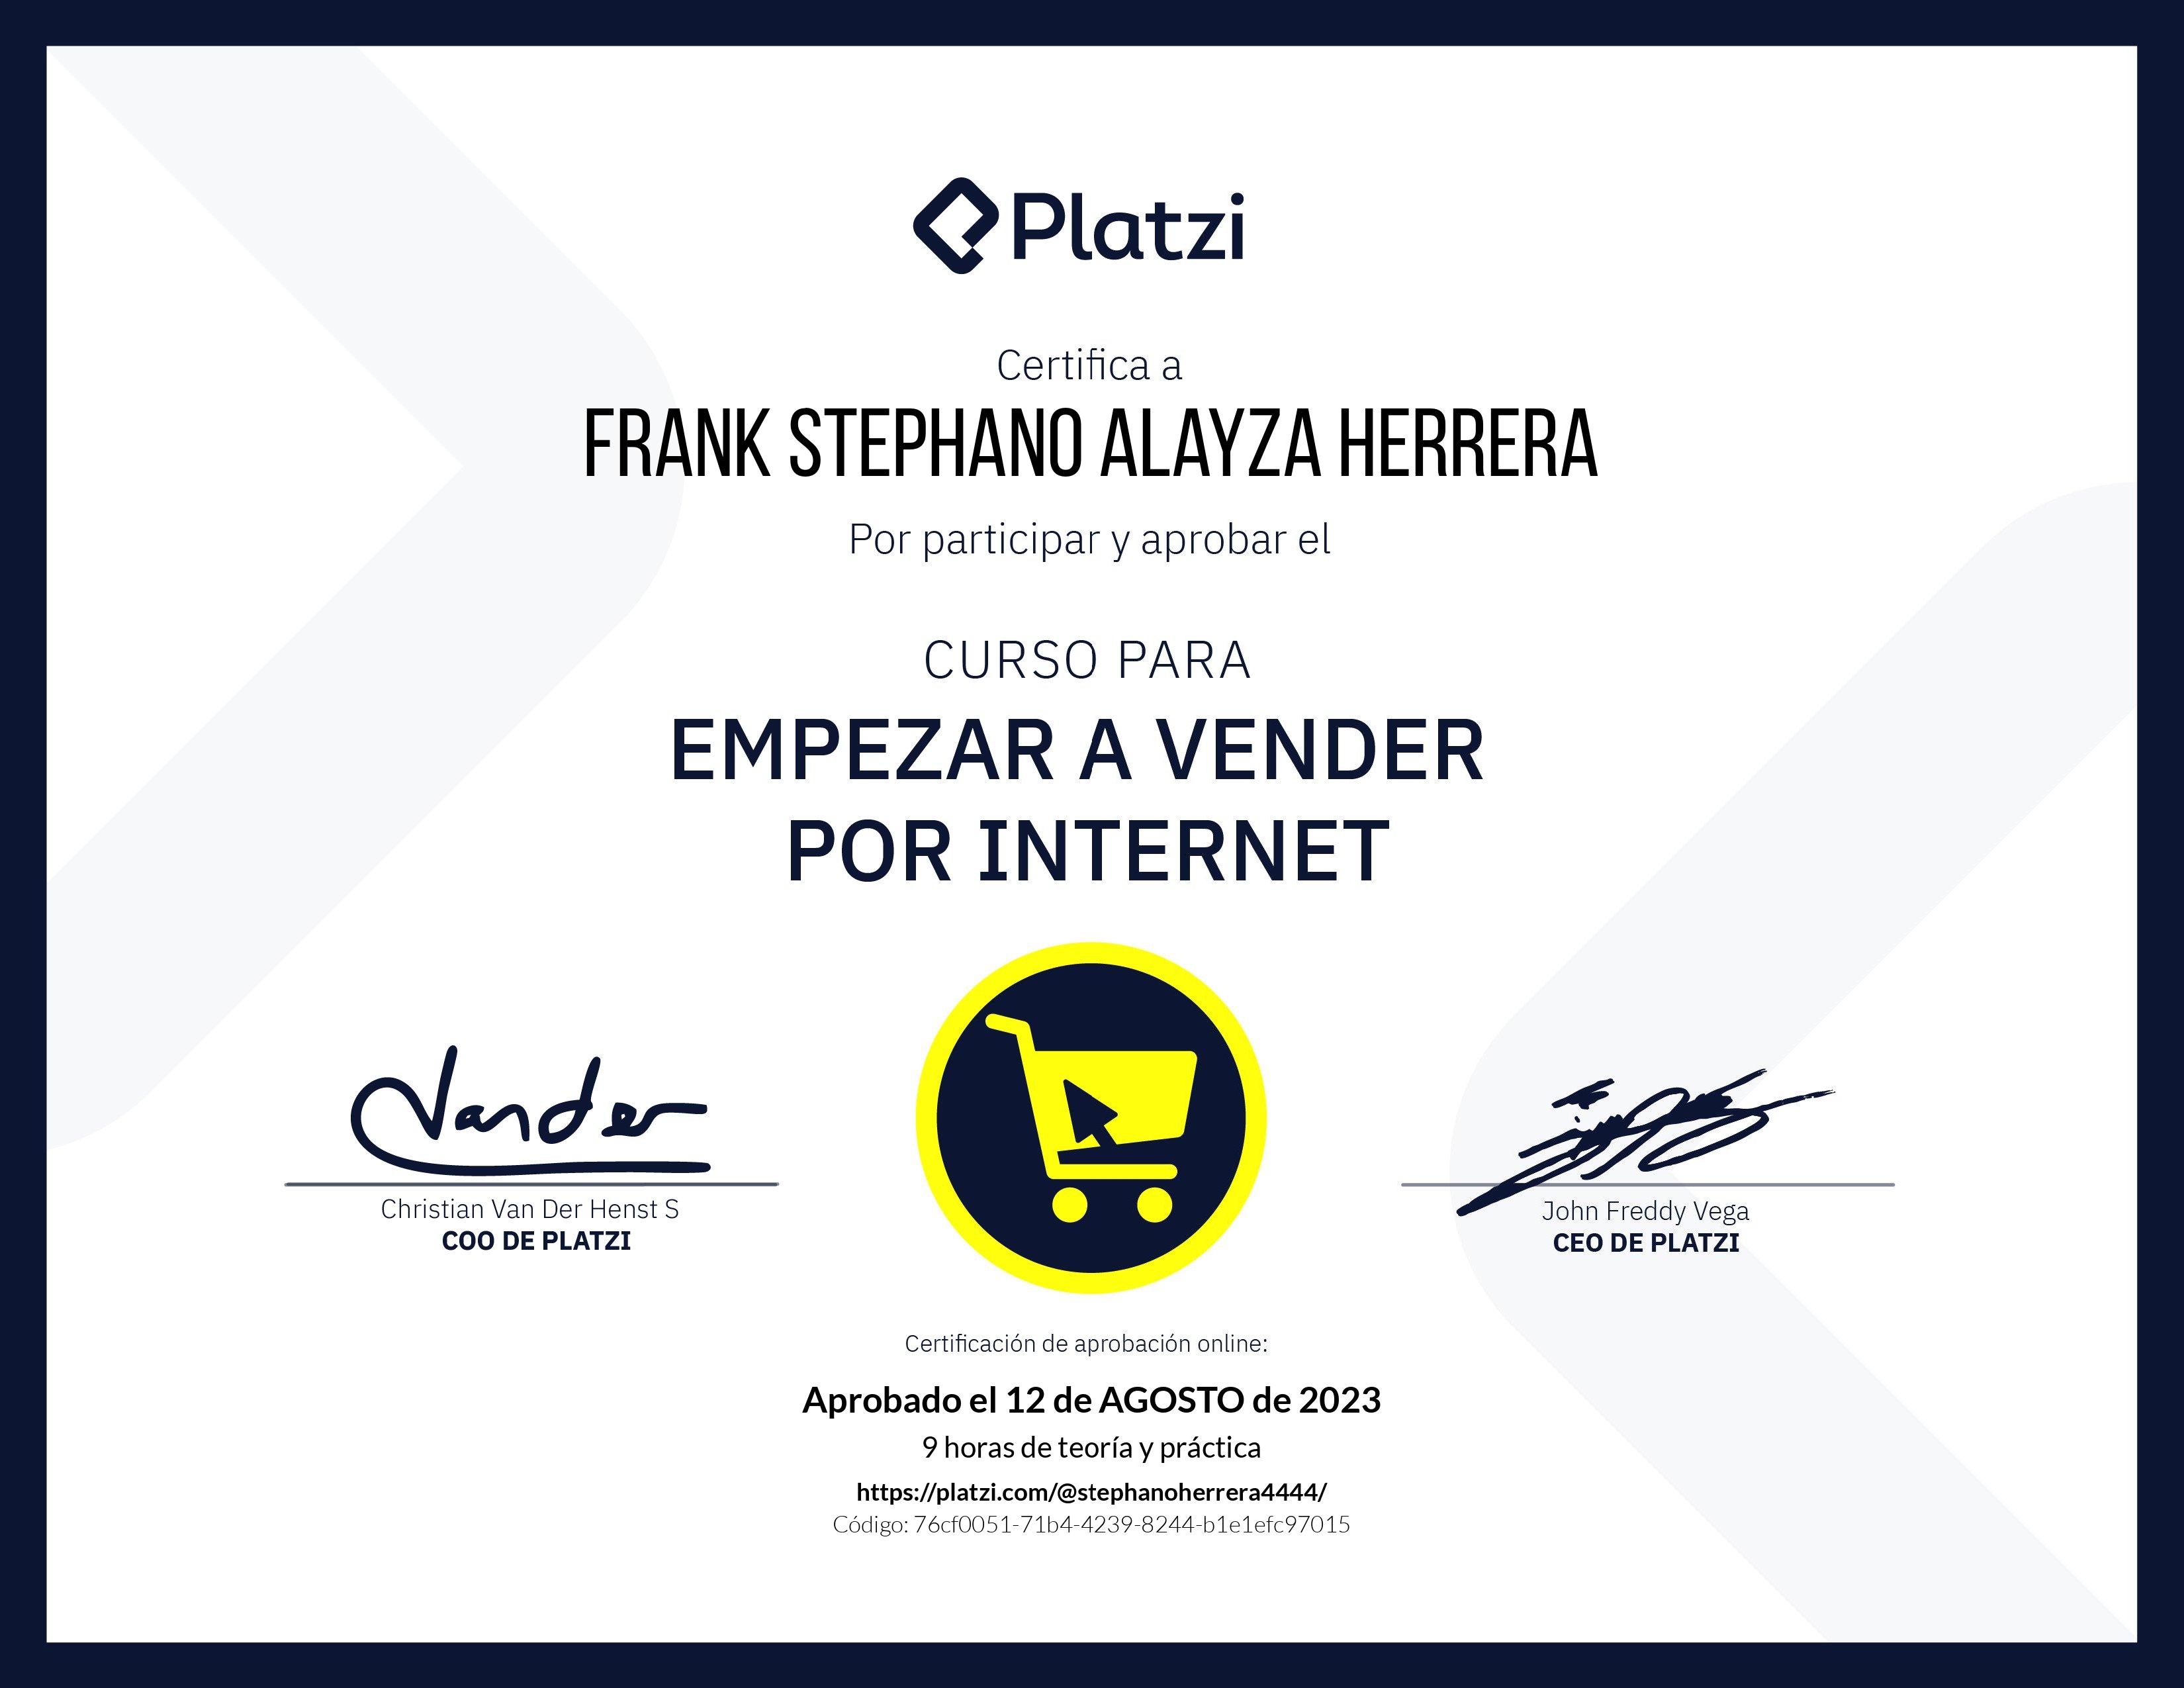 Platzi
Certifica a
FRANK STEPHANO ALAYZA HERRERA
Por participar y aprobar el
CURSO PARA
EMPEZAR A VENDER
POR INTERNET
Vander
Christian Van Der Henst S
COO DE PLATZI
John Freddy Vega
CEO DE PLATZI
Certificación de aprobación online:
Aprobado el 12 de AGOSTO de 2023
9 horas de teoría y práctica
https://platzi.com/@stephanoherrera4444/
Código: 76cf0051-71b4-4239-8244-b1e1efc97015